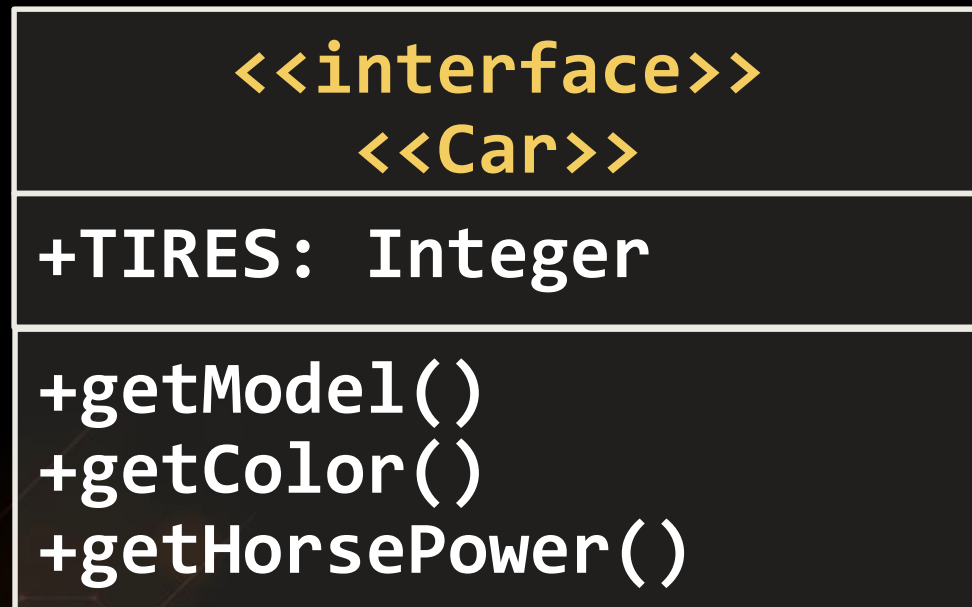 <<interface>>
<<Car>>
+TIRES: Integer
+getModel()
+getColor()
+getHorsePower()